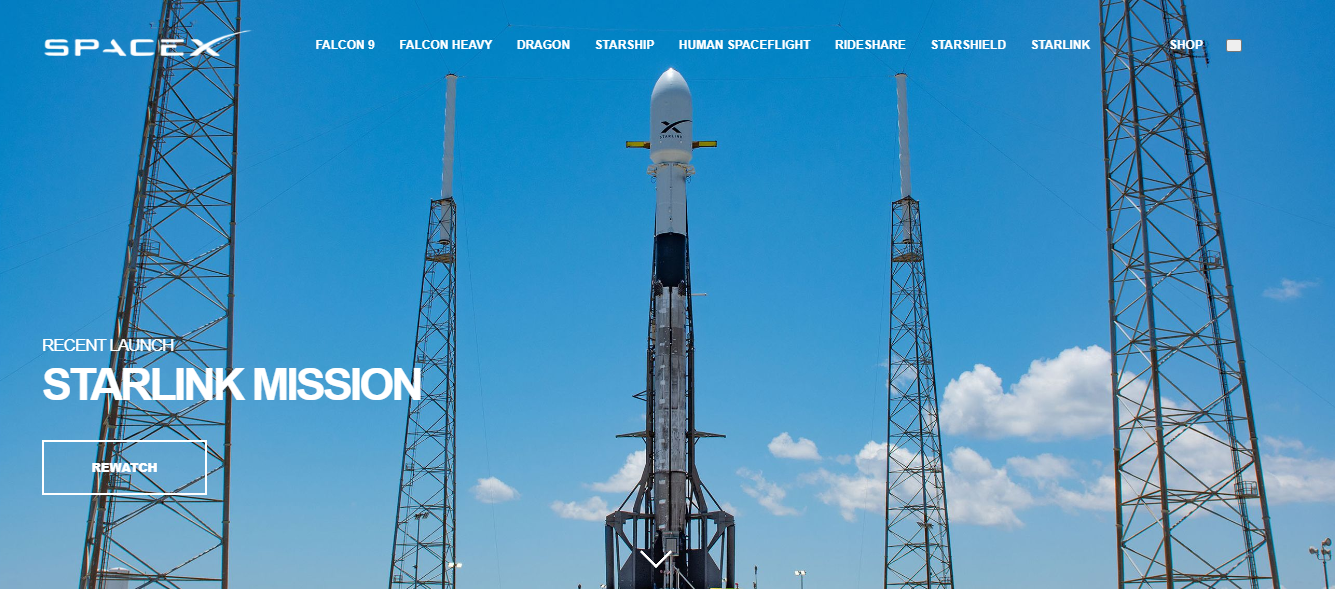 SPACEX
FALCON 9 FALCON HEAVY DRAGON STARSHIP HUMAN SPACEFLIGHT RIDESHARE STARSHIELD STARLINK SHOP
STARLINK
RECENT LAUNCH
STARLINK MISSION
REWATCH